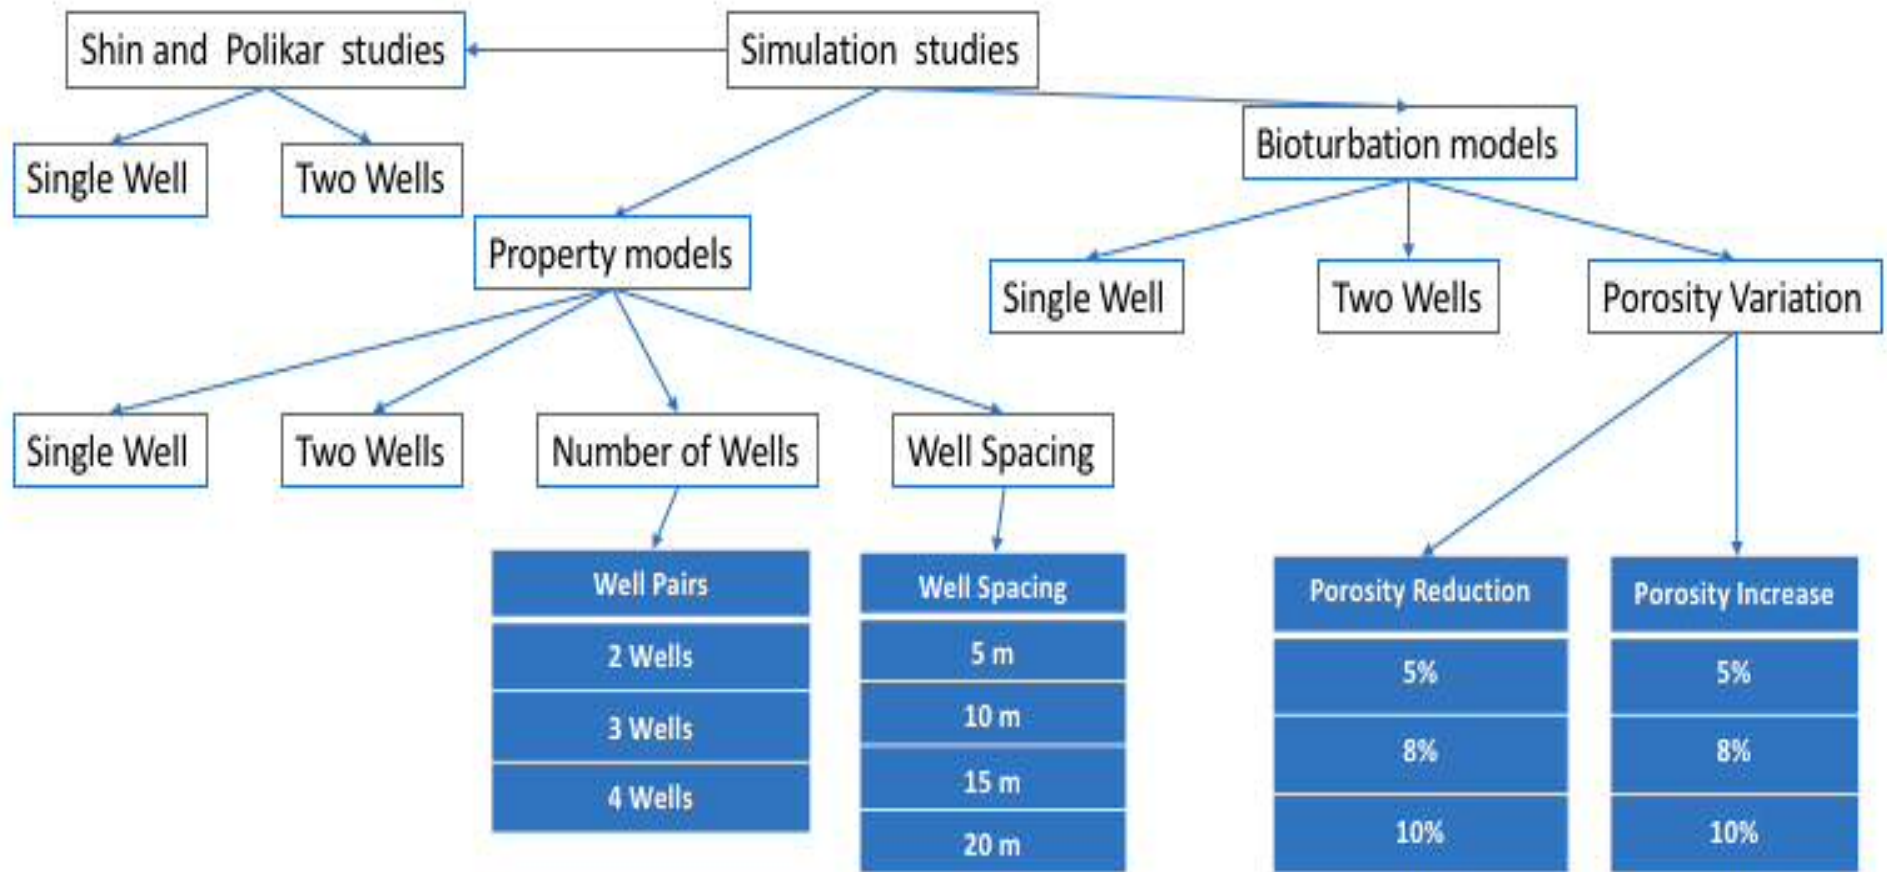 Shin and Polikar studies
Simulation studies
Bioturbation models
Single Well
Two Wells
Property models
Single Well
Two Wells
Porosity Variation
Single Well
Two Wells
Number of Wells
Well Spacing
Well Pairs
2 Wells
3 Wells
4 Wells
Well Spacing
5 m
10 m
15 m
20 m
Porosity Reduction
5%
8%
10%
Porosity Increase
5%
8%
10%